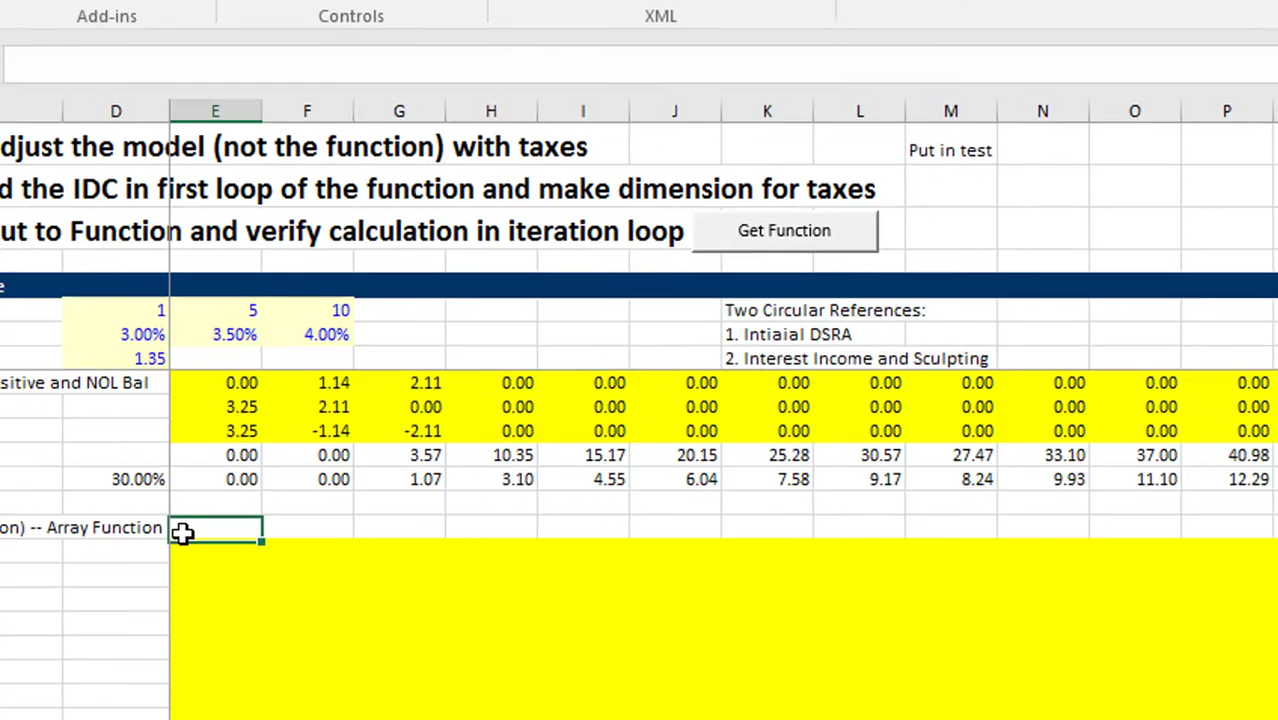 Add-ins Controls XML
D E F G H I J K L M N O P
djust the model (not the function) with taxes Put in test
d the IDC in first loop of the function and make dimension for taxes
ut to Function and verify calculation in iteration loop Get Function
e
1 5 10 Two Circular References:
3.00% 3.50% 4.00% 1. Intiaial DSRA
1.35 2. Interest Income and Sculpting
sitive and NOL Bal 0.00 1.14 2.11 0.00 0.00 0.00 0.00 0.00 0.00 0.00 0.00 0.00
3.25 2.11 0.00 0.00 0.00 0.00 0.00 0.00 0.00 0.00 0.00 0.00
3.25 -1.14 -2.11 0.00 0.00 0.00 0.00 0.00 0.00 0.00 0.00 0.00
0.00 0.00 3.57 10.35 15.17 20.15 25.28 30.57 27.47 33.10 37.00 40.98
30.00% 0.00 0.00 1.07 3.10 4.55 6.04 7.58 9.17 8.24 9.93 11.10 12.29
on) -- Array Function